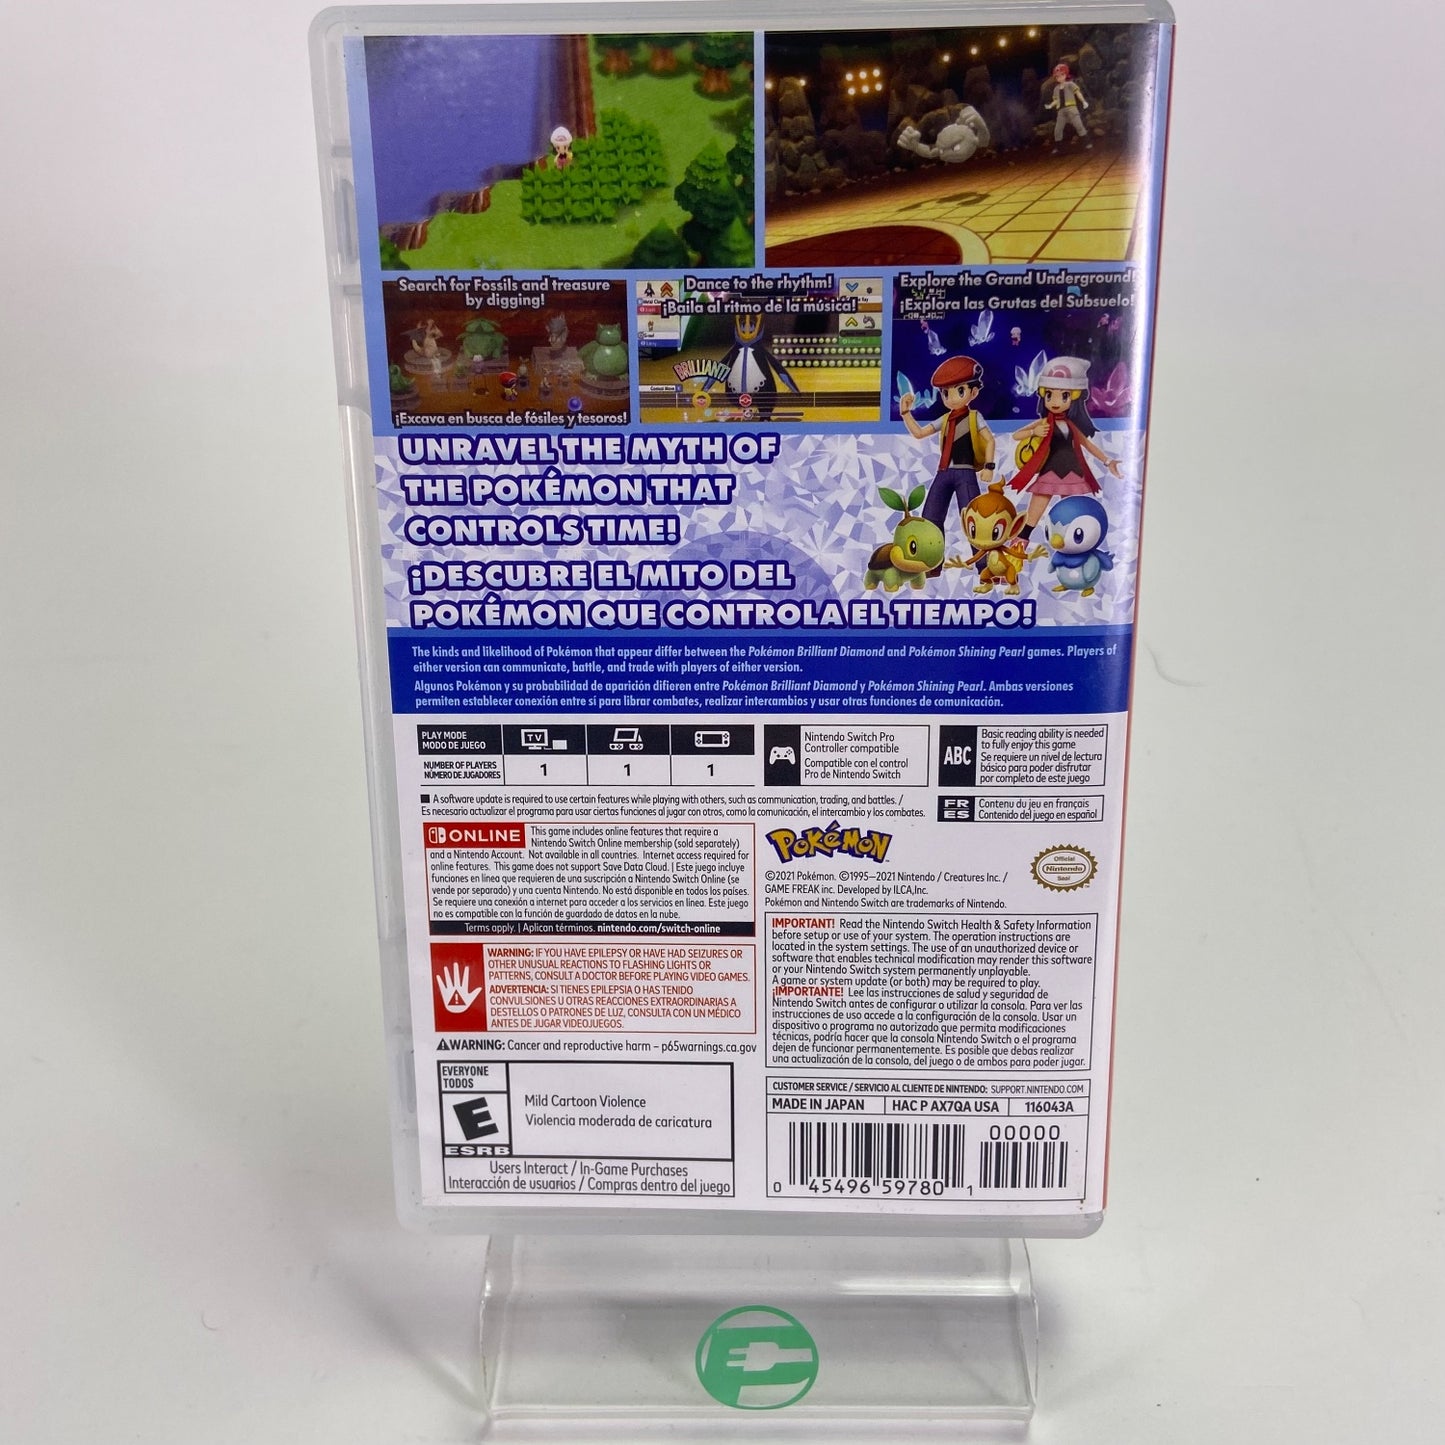 Search for Fossils and treasure
by digging!
¡Excava en busca de fósiles y tesoros!
Dance to the rhythm!
¡Baila al ritmo de la música!
BRILLIANT!
Explore the Grand Underground!
¡Explora las Grutas del Subsuelo!
UNRAVEL THE MYTH OF
THE POKÉMON THAT
CONTROLS TIME!
¡DESCUBRE EL MITO DEL
POKÉMON QUE CONTROLA EL TIEMPO!
The kinds and likelihood of Pokémon that appear differ between the Pokémon Brilliant Diamond and Pokémon Shining Pearl games. Players of
either version can communicate, battle, and trade with players of either version.
Algunos Pokémon y su probabilidad de aparición difieren entre Pokémon Brilliant Diamond y Pokémon Shining Pearl. Ambas versiones
permiten establecer conexión entre sí para librar combates, realizar intercambios y usar otras funciones de comunicación.
PLAY MODE
MODO DE JUEGO
TV
NUMBER OF PLAYERS
NÚMERO DE JUGADORES
1 1 1
Nintendo Switch Pro
Controller compatible
Compatible con el control
Pro de Nintendo Switch
ABC
Basic reading ability is needed
to fully enjoy this game
Se requiere un nivel de lectura
básico para poder disfrutar
por completo de este juego
A software update is required to use certain features while playing with others, such as communication, trading, and battles. /
Es necesario actualizar el programa para usar ciertas funciones al jugar con otros, como la comunicación, el intercambio y los combates.
FR
ES
Contenu du jeu en français
Contenido del juego en español
ONLINE
This game includes online features that require a
Nintendo Switch Online membership (sold separately)
and a Nintendo Account. Not available in all countries. Internet access required for
online features. This game does not support Save Data Cloud. | Este juego incluye
funciones en línea que requieren de una suscripción a Nintendo Switch Online (se
vende por separado) y una cuenta Nintendo. No está disponible en todos los países.
Se requiere una conexión a internet para acceder a los servicios en línea. Este juego
no es compatible con la función de guardado de datos en la nube.
Terms apply. | Aplican términos. nintendo.com/switch-online
WARNING: IF YOU HAVE EPILEPSY OR HAVE HAD SEIZURES OR
OTHER UNUSUAL REACTIONS TO FLASHING LIGHTS OR
PATTERNS, CONSULT A DOCTOR BEFORE PLAYING VIDEO GAMES.
ADVERTENCIA: SI TIENES EPILEPSIA O HAS TENIDO
CONVULSIONES U OTRAS REACCIONES EXTRAORDINARIAS A
DESTELLOS O PATRONES DE LUZ, CONSULTA CON UN MÉDICO
ANTES DE JUGAR VIDEOJUEGOS.
WARNING: Cancer and reproductive harm – p65warnings.ca.gov
EVERYONE
TODOS
E
ESRB
Mild Cartoon Violence
Violencia moderada de caricatura
Users Interact / In-Game Purchases
Interacción de usuarios / Compras dentro del juego
POKéMON
©2021 Pokémon. ©1995–2021 Nintendo / Creatures Inc. /
GAME FREAK inc. Developed by ILCA,Inc.
Pokémon and Nintendo Switch are trademarks of Nintendo.
Official
Nintendo
Seal
IMPORTANT! Read the Nintendo Switch Health & Safety Information
before setup or use of your system. The operation instructions are
located in the system settings. The use of an unauthorized device or
software that enables technical modification may render this software
or your Nintendo Switch system permanently unplayable.
A game or system update (or both) may be required to play.
¡IMPORTANTE! Lee las instrucciones de salud y seguridad de
Nintendo Switch antes de configurar o utilizar la consola. Para ver las
instrucciones de uso accede a la configuración de la consola. Usar un
dispositivo o programa no autorizado que permita modificaciones
técnicas, podría hacer que la consola Nintendo Switch o el programa
dejen de funcionar permanentemente. Es posible que debas realizar
una actualización de la consola, del juego o de ambos para poder jugar.
CUSTOMER SERVICE / SERVICIO AL CLIENTE DE NINTENDO: SUPPORT.NINTENDO.COM
MADE IN JAPAN HAC P AX7QA USA 116043A
00000
0 45496 59780 1